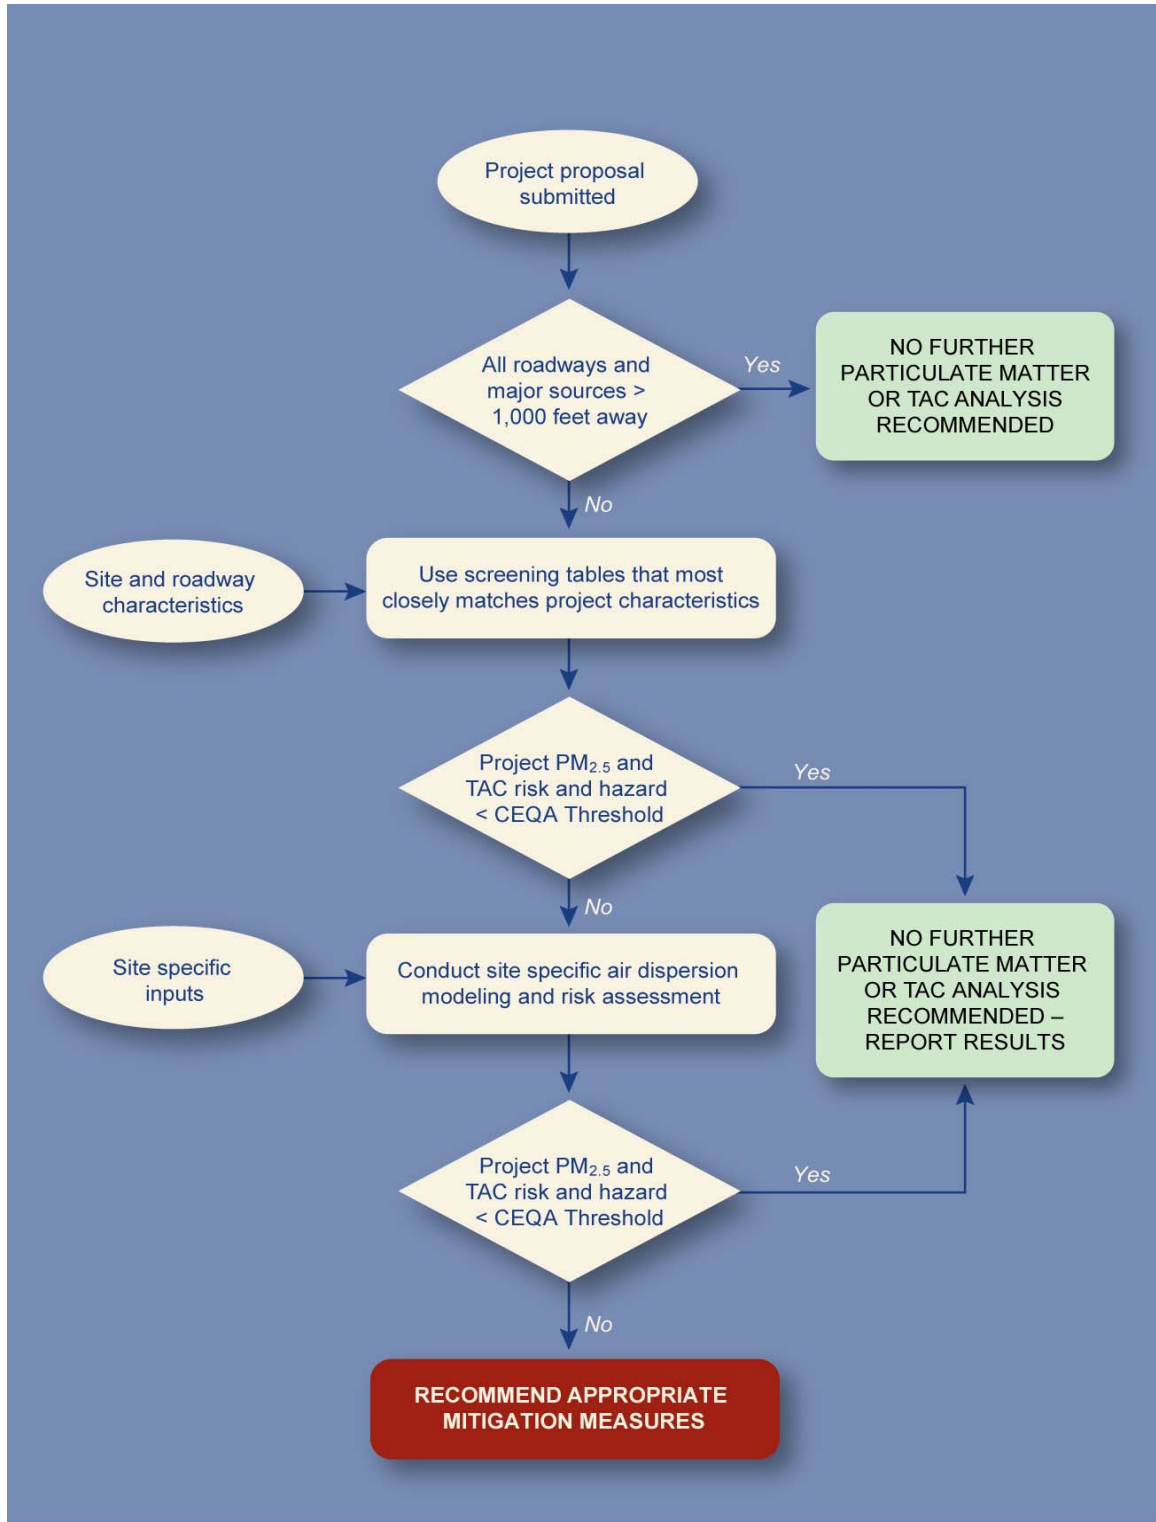 Project proposal
submitted
All roadways and
major sources >
1,000 feet away
Yes
NO FURTHER
PARTICULATE MATTER
OR TAC ANALYSIS
RECOMMENDED
No
Site and roadway
characteristics
Use screening tables that most
closely matches project characteristics
Project PM2.5 and
TAC risk and hazard
< CEQA Threshold
Yes
No
NO FURTHER
PARTICULATE MATTER
OR TAC ANALYSIS
RECOMMENDED –
REPORT RESULTS
Site specific
inputs
Conduct site specific air dispersion
modeling and risk assessment
Project PM2.5 and
TAC risk and hazard
< CEQA Threshold
Yes
No
RECOMMEND APPROPRIATE
MITIGATION MEASURES